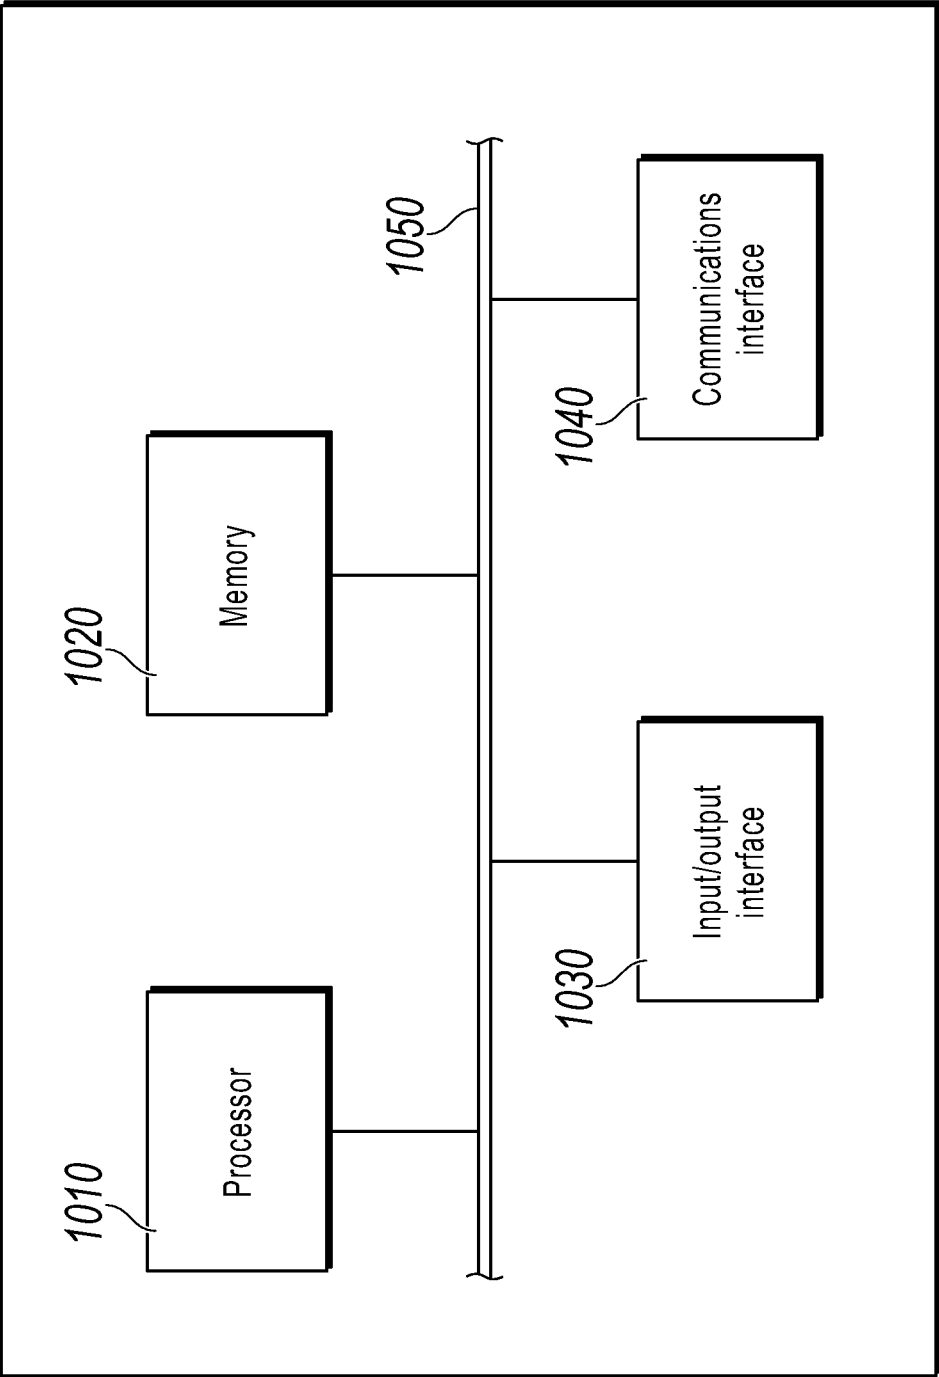 1010
Processor
1020
Memory
1050
1030
Input/output
interface
1040
Communications
interface